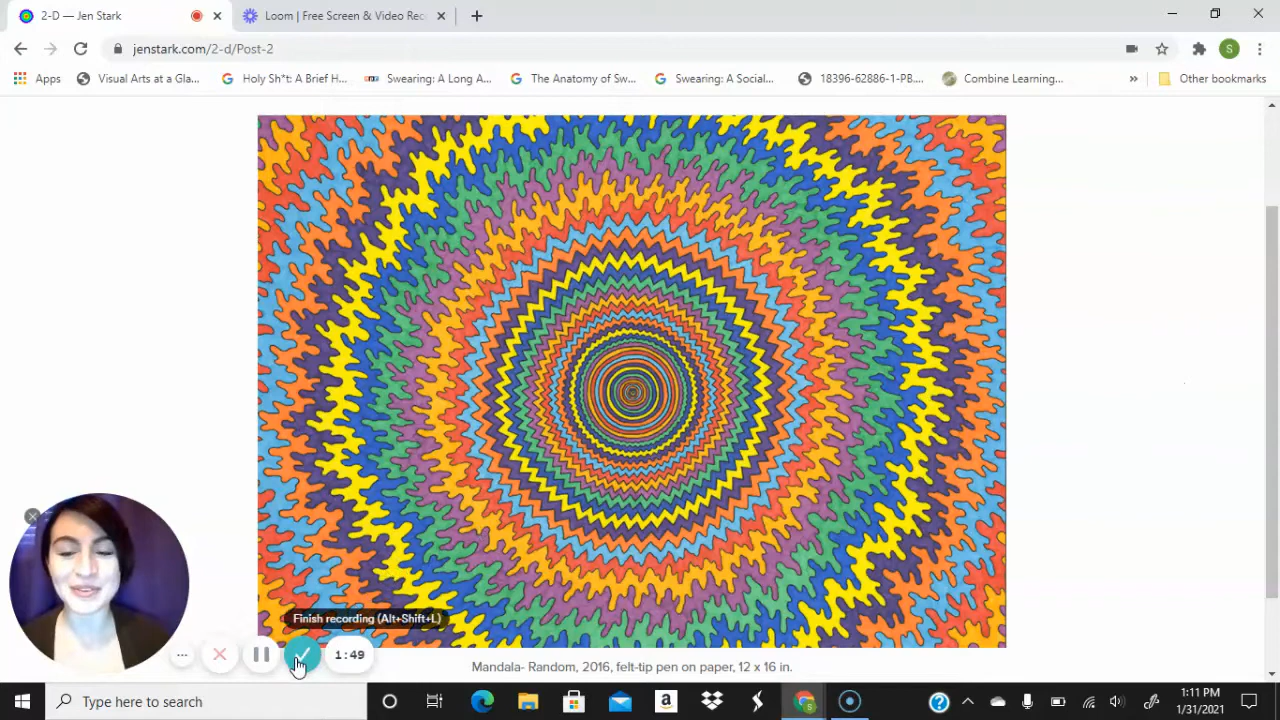 2-D — Jen Stark
Loom | Free Screen & Video Rec
jenstark.com/2-d/Post-2
S
Apps
Visual Arts at a Gla...
Holy Sh*t: A Brief H...
Swearing: A Long A...
The Anatomy of Sw...
Swearing: A Social...
18396-62886-1-PB....
Combine Learning...
»
Other bookmarks
Finish recording (Alt+Shift+L)
1:49
Mandala- Random, 2016, felt-tip pen on paper, 12 x 16 in.
Type here to search
1:11 PM
1/31/2021